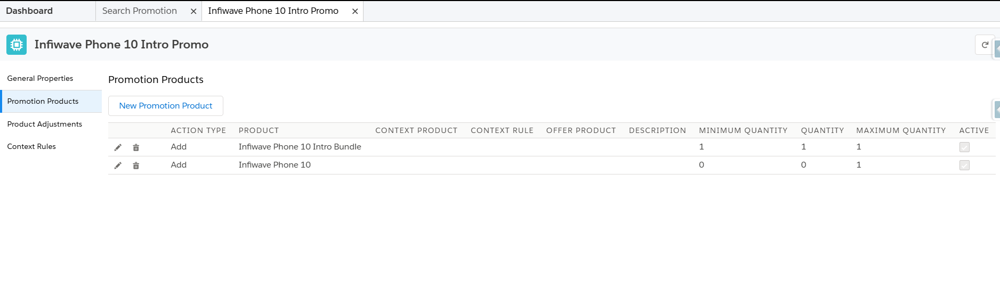 Dashboard Search Promotion Infiwave Phone 10 Intro Promo
Infiwave Phone 10 Intro Promo
General Properties
Promotion Products
Product Adjustments
Context Rules
Promotion Products
New Promotion Product
ACTION TYPE PRODUCT CONTEXT PRODUCT CONTEXT RULE OFFER PRODUCT DESCRIPTION MINIMUM QUANTITY QUANTITY MAXIMUM QUANTITY ACTIVE
Add Infiwave Phone 10 Intro Bundle 1 1 1
Add Infiwave Phone 10 0 0 1